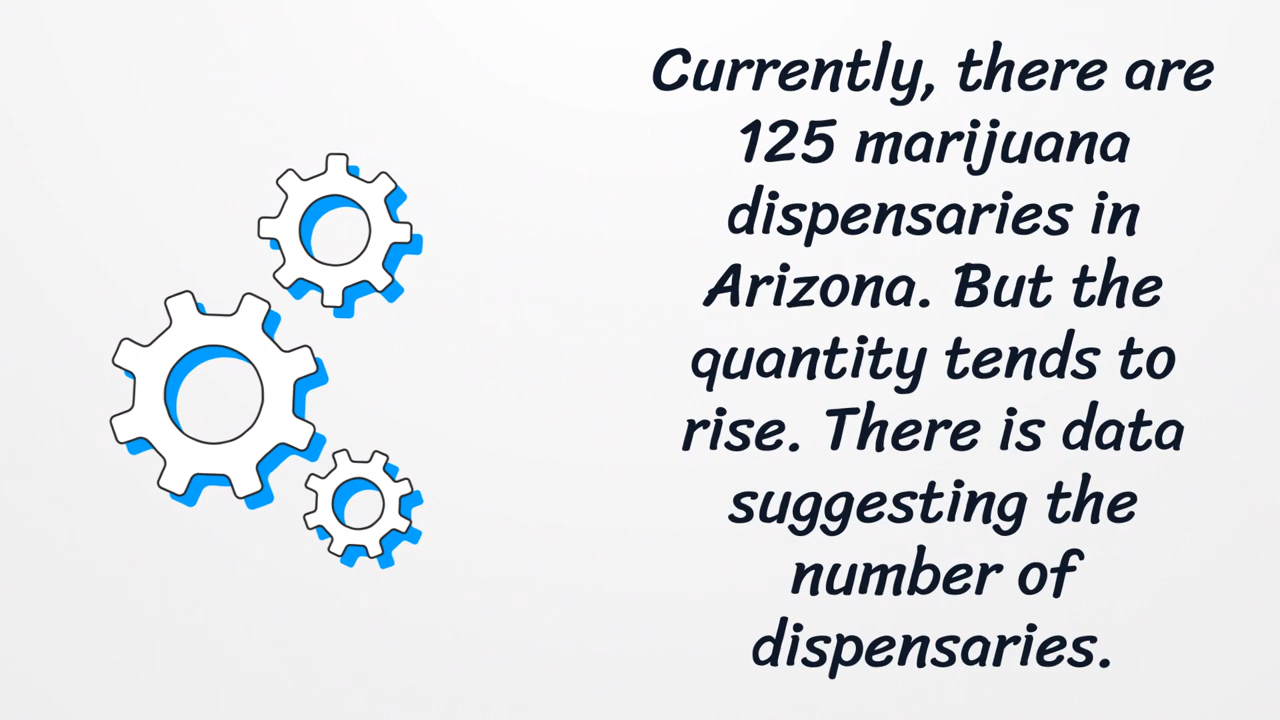 Currently, there are
125 marijuana
dispensaries in
Arizona. But the
quantity tends to
rise. There is data
suggesting the
number of
dispensaries.